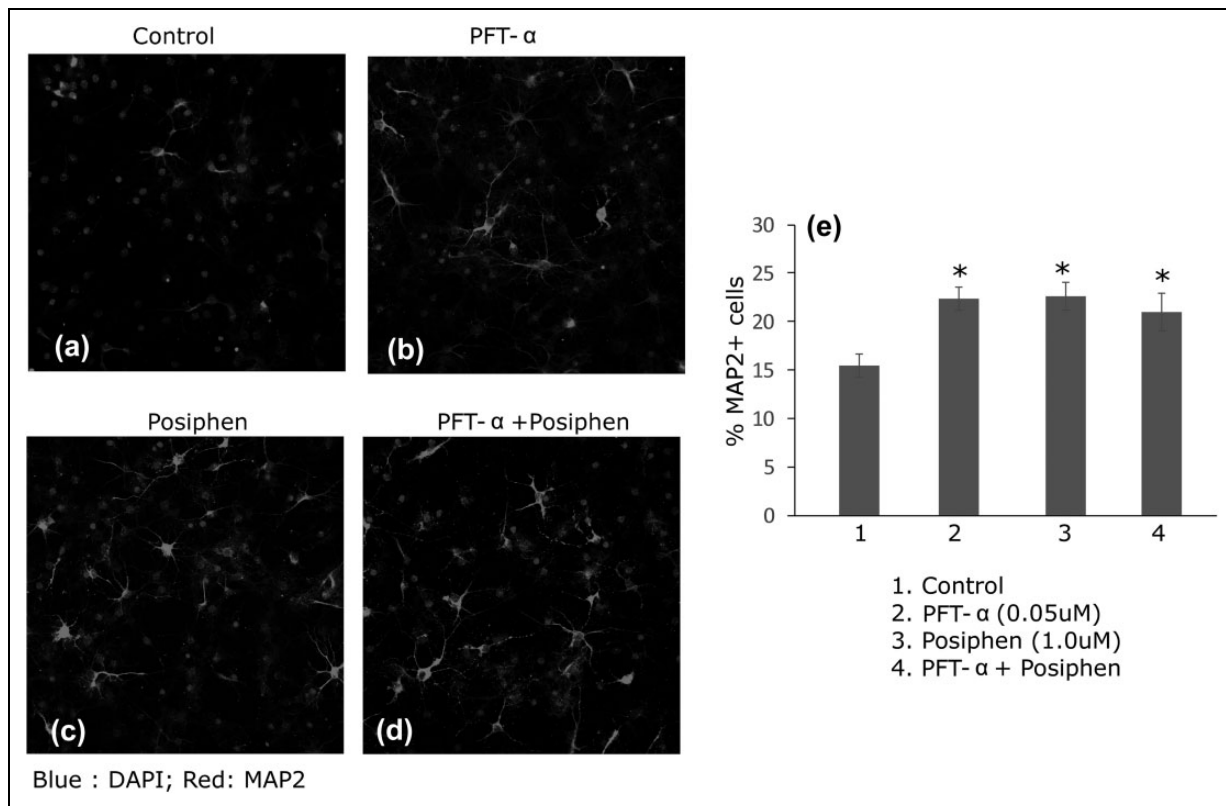 Control
PFT- α
(a)
(b)
Posiphen
PFT- α +Posiphen
(c)
(d)
Blue : DAPI; Red: MAP2
(e)
% MAP2+ cells
30
25
20
15
10
5
0
*
*
*
1
2
3
4
1. Control
2. PFT- α (0.05uM)
3. Posiphen (1.0uM)
4. PFT- α + Posiphen